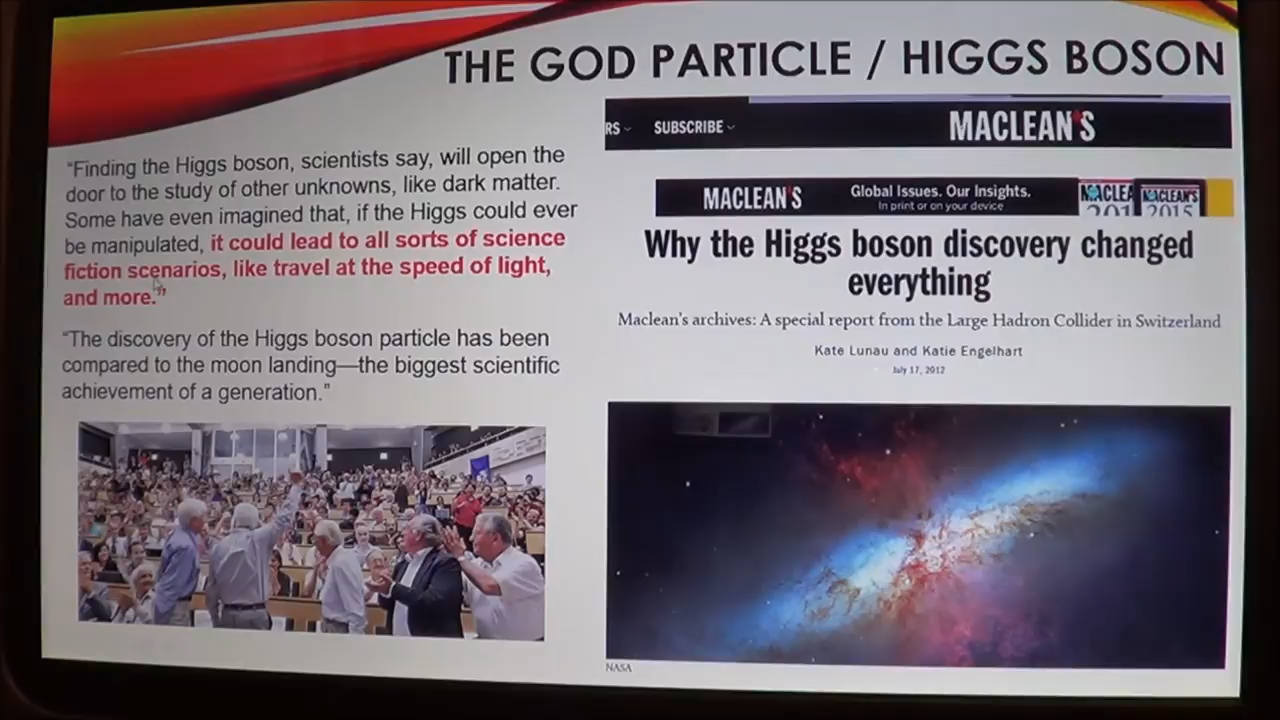 THE GOD PARTICLE / HIGGS BOSON
"Finding the Higgs boson, scientists say, will open the
door to the study of other unknowns, like dark matter.
Some have even imagined that, if the Higgs could ever
be manipulated, it could lead to all sorts of science
fiction scenarios, like travel at the speed of light,
and more."
"The discovery of the Higgs boson particle has been
compared to the moon landing—the biggest scientific
achievement of a generation."
RS
SUBSCRIBE
MACLEAN'S
MACLEAN'S
Global Issues. Our Insights.
In print or on your device
MACLEA
201
MACLEAN'S
2015
Why the Higgs boson discovery changed
everything
Maclean's archives: A special report from the Large Hadron Collider in Switzerland
Kate Lunau and Katie Engelhart
July 17, 2012
NASA